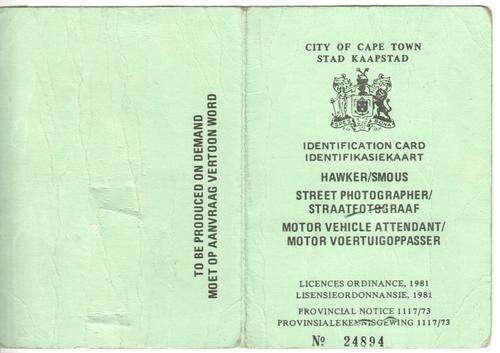 TO BE PRODUCED ON DEMAND
MOET OP AANVRAAG VERTOON WORD
CITY OF CAPE TOWN
STAD KAAPSTAD
IDENTIFICATION CARD
IDENTIFIKASIEKAART
HAWKER/SMOUS
STREET PHOTOGRAPHER/
STRAATFOTOGRAAF
MOTOR VEHICLE ATTENDANT/
MOTOR VOERTUIGOPPASSER
LICENCES ORDINANCE, 1981
LISENSIEORDONNANSIE, 1981
PROVINCIAL NOTICE 1117/73
PROVINSIALE KENNISGEWING 1117/73
Nº 24894